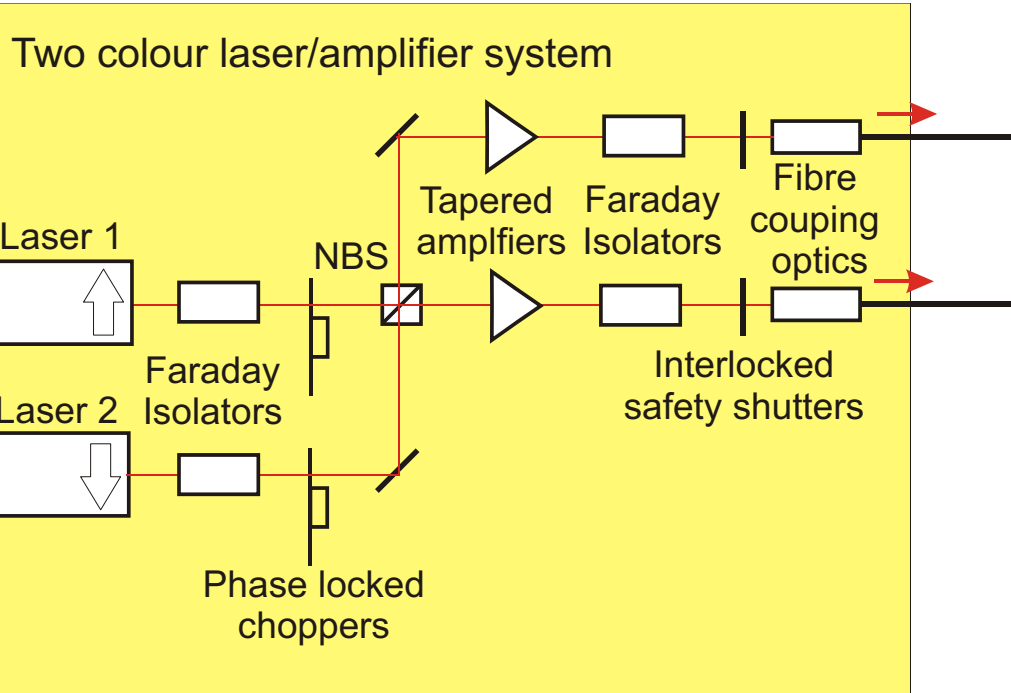 Two colour laser/amplifier system
Tapered
amplfiers
Faraday
Isolators
Fibre
couping
optics
Laser 1
NBS
Faraday
Isolators
Interlocked
safety shutters
Laser 2
Phase locked
choppers